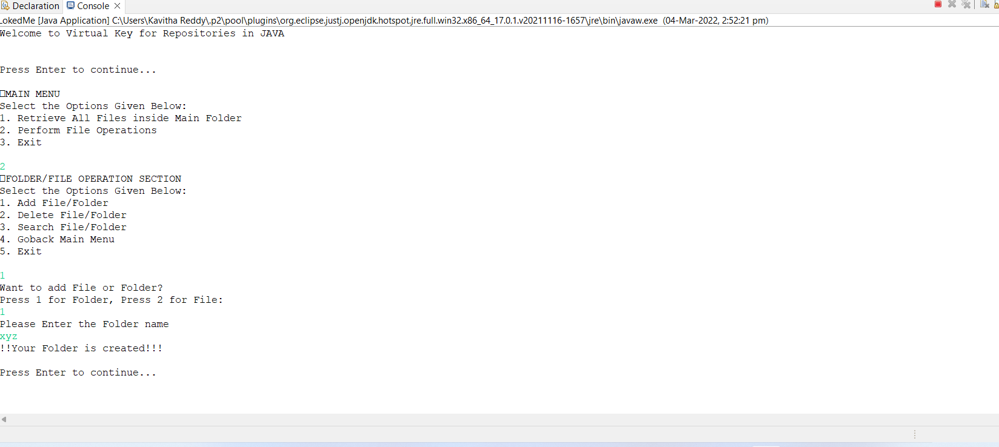 Declaration Console
LokedMe [Java Application] C:\Users\Kavitha Reddy\.p2\pool\plugins\org.eclipse.justj.openjdk.hotspot.jre.full.win32.x86_64_17.0.1.v20211116-1657\jre\bin\javaw.exe (04-Mar-2022, 2:52:21 pm)
Welcome to Virtual Key for Repositories in JAVA
Press Enter to continue...
□MAIN MENU
Select the Options Given Below:
1. Retrieve All Files inside Main Folder
2. Perform File Operations
3. Exit
2
□FOLDER/FILE OPERATION SECTION
Select the Options Given Below:
1. Add File/Folder
2. Delete File/Folder
3. Search File/Folder
4. Goback Main Menu
5. Exit
1
Want to add File or Folder?
Press 1 for Folder, Press 2 for File:
1
Please Enter the Folder name
xyz
!!Your Folder is created!!!
Press Enter to continue...